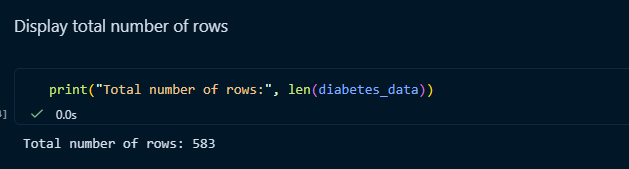 Display total number of rows
print("Total number of rows:", len(diabetes_data))
]
0.0s
Total number of rows: 583